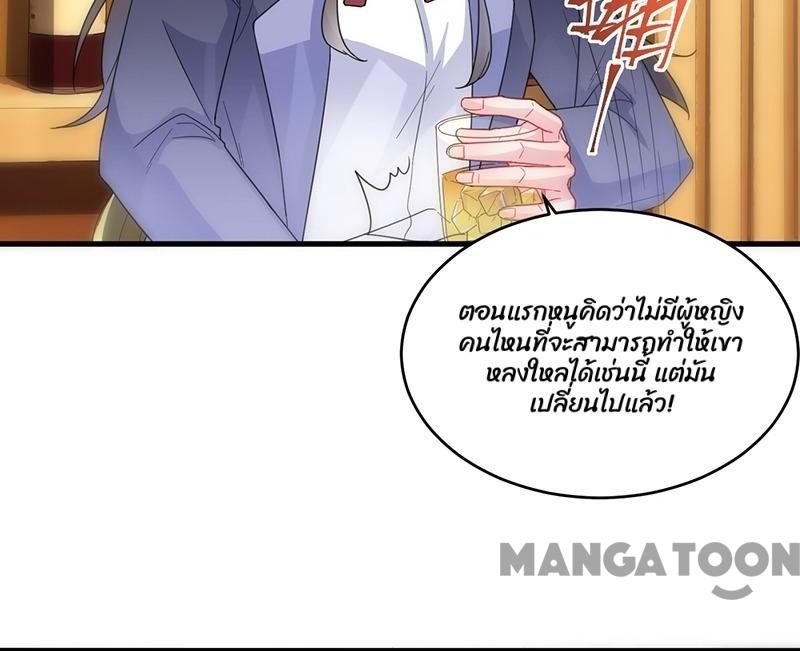 ตอนแรกหนูคิดว่าไม่มีผู้หญิง
คนไหนที่จะสามารถทำให้เขา
หลงใหลได้เช่นนี้ แต่มัน
เปลี่ยนไปแล้ว!
MANGATOON